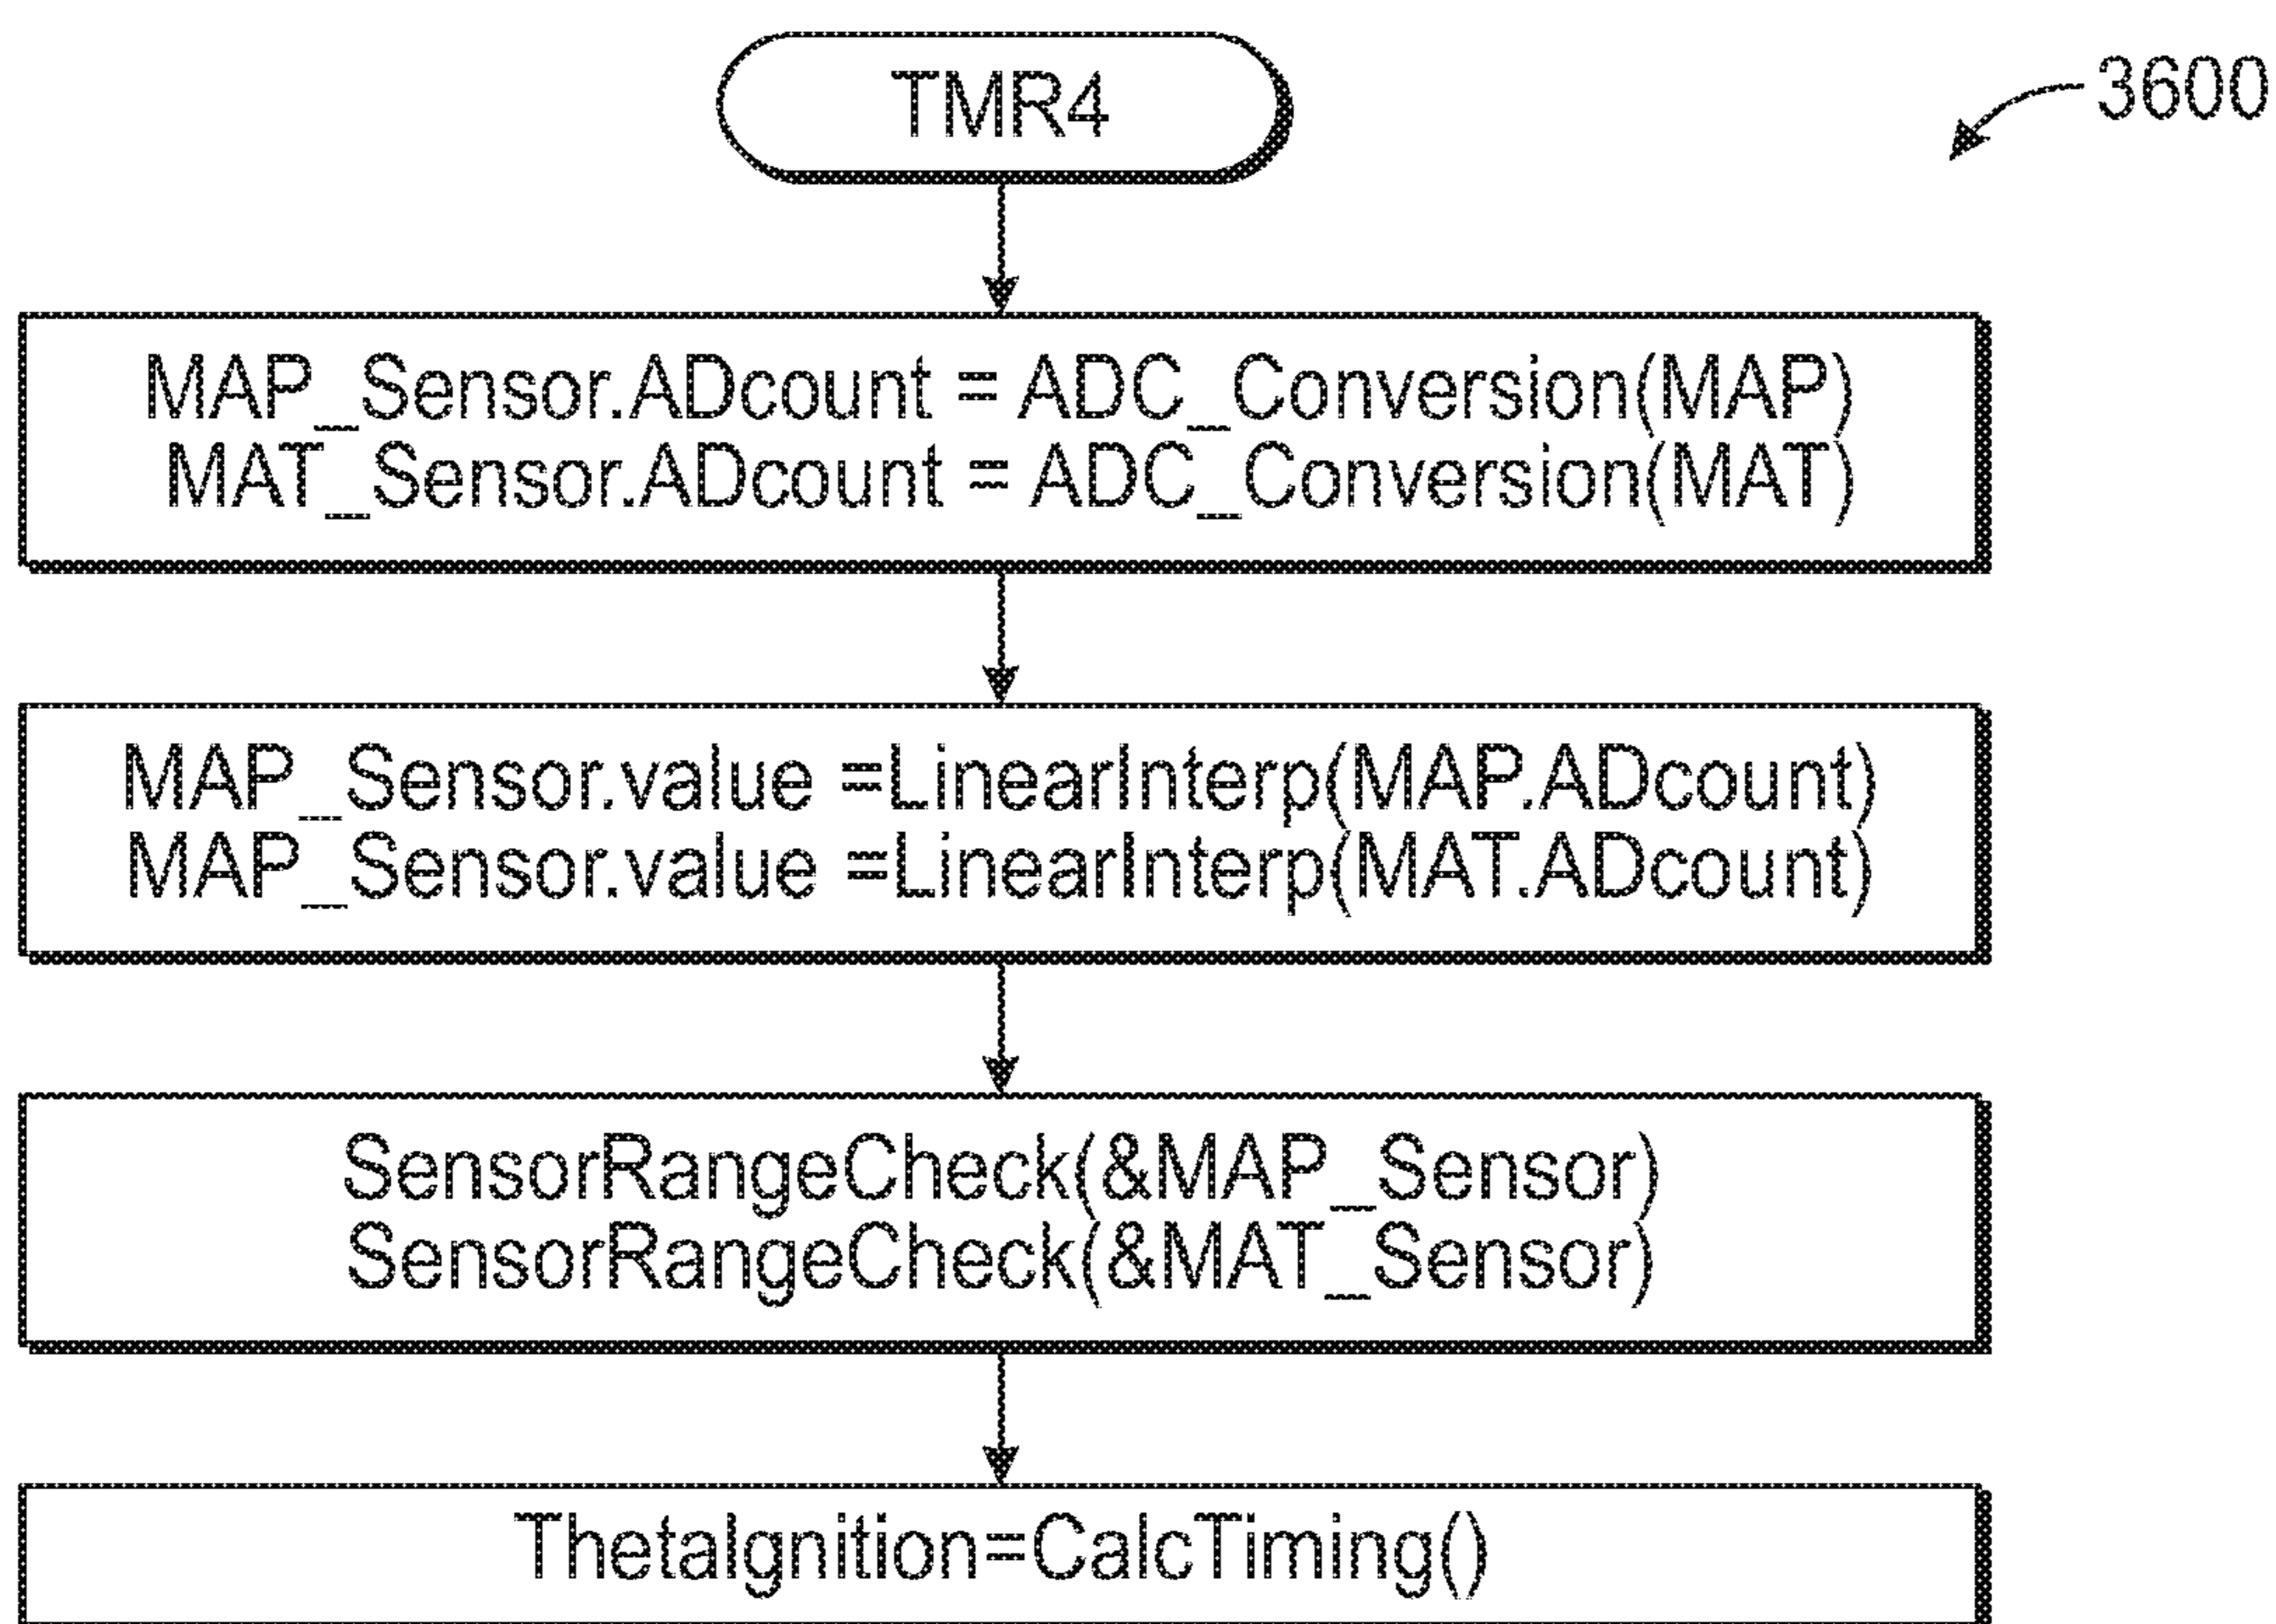 TMR4
3600
MAP_Sensor.ADcount = ADC_Conversion(MAP)
MAT_Sensor.ADcount = ADC_Conversion(MAT)
MAP_Sensor.value =LinearInterp(MAP.ADcount)
MAP_Sensor.value =LinearInterp(MAT.ADcount)
SensorRangeCheck(&MAP_Sensor)
SensorRangeCheck(&MAT_Sensor)
ThetaIgnition=CalcTiming()